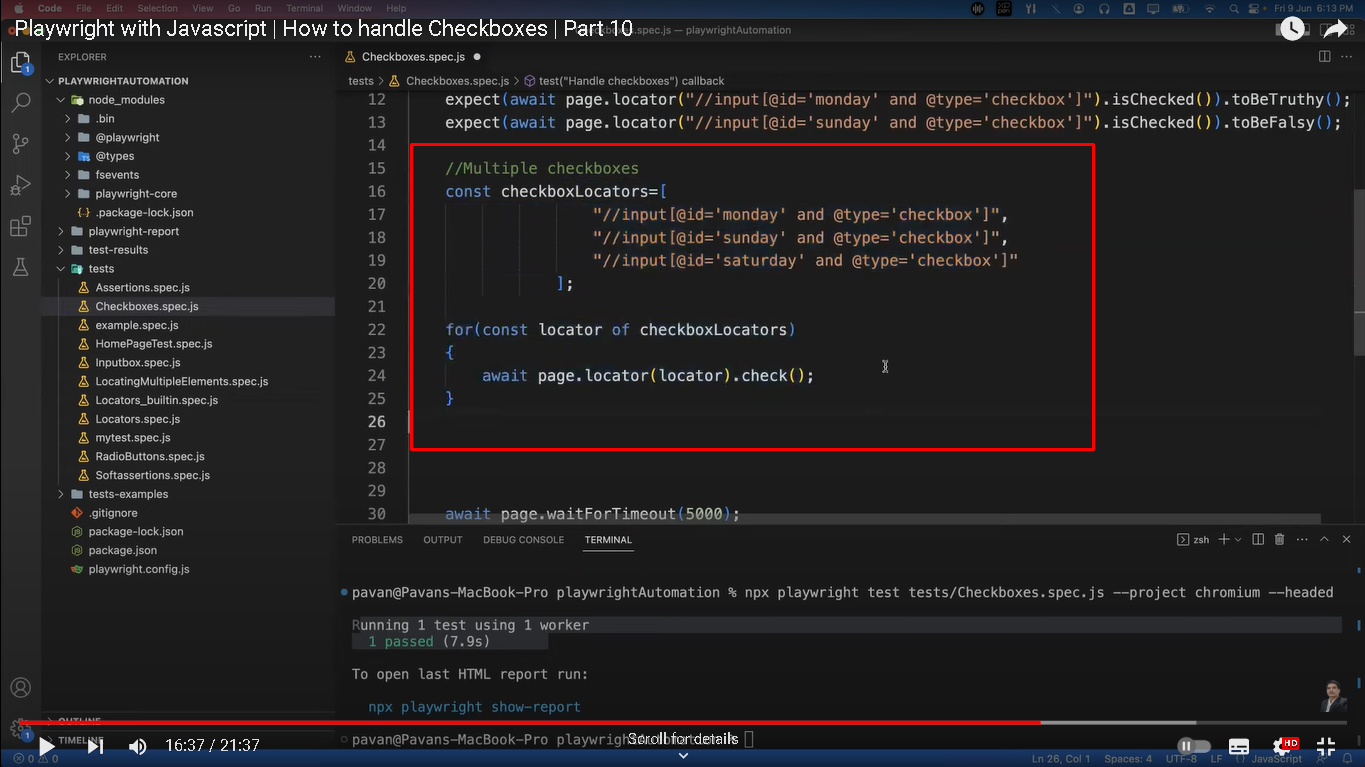 Code File Edit Selection View Go Run Terminal Window Help
Fri 9 Jun 6:13 PM
Playwright with Javascript | How to handle Checkboxes | Part 10
— playwrightAutomation
EXPLORER
PLAYWRIGHTAUTOMATION
node_modules
.bin
@playwright
@types
fsevents
playwright-core
.package-lock.json
playwright-report
test-results
tests
Assertions.spec.js
Checkboxes.spec.js
example.spec.js
HomePageTest.spec.js
Inputbox.spec.js
LocatingMultipleElements.spec.js
Locators_builtin.spec.js
Locators.spec.js
mytest.spec.js
RadioButtons.spec.js
Softassertions.spec.js
tests-examples
.gitignore
package-lock.json
package.json
playwright.config.js
OUTLINE
TIMELINE
Checkboxes.spec.js
tests > Checkboxes.spec.js > test("Handle checkboxes") callback
12 expect(await page.locator("//input[@id='monday' and @type='checkbox']").isChecked()).toBeTruthy();
13 expect(await page.locator("//input[@id='sunday' and @type='checkbox']").isChecked()).toBeFalsy();
14
15 //Multiple checkboxes
16 const checkboxLocators=[
17 "//input[@id='monday' and @type='checkbox']",
18 "//input[@id='sunday' and @type='checkbox']",
19 "//input[@id='saturday' and @type='checkbox']"
20 ];
21
22 for(const locator of checkboxLocators)
23 {
24 await page.locator(locator).check();
25 }
26
27
28
29
30 await page.waitForTimeout(5000);
PROBLEMS OUTPUT DEBUG CONSOLE TERMINAL
zsh
pavan@Pavans-MacBook-Pro playwrightAutomation % npx playwright test tests/Checkboxes.spec.js --project chromium --headed
Running 1 test using 1 worker
1 passed (7.9s)
To open last HTML report run:
npx playwright show-report
pavan@Pavans-MacBook-Pro
16:37 / 21:37
Scroll for details
HD
0 0
Ln 26, Col 1 Spaces: 4 UTF-8 LF {} JavaScript